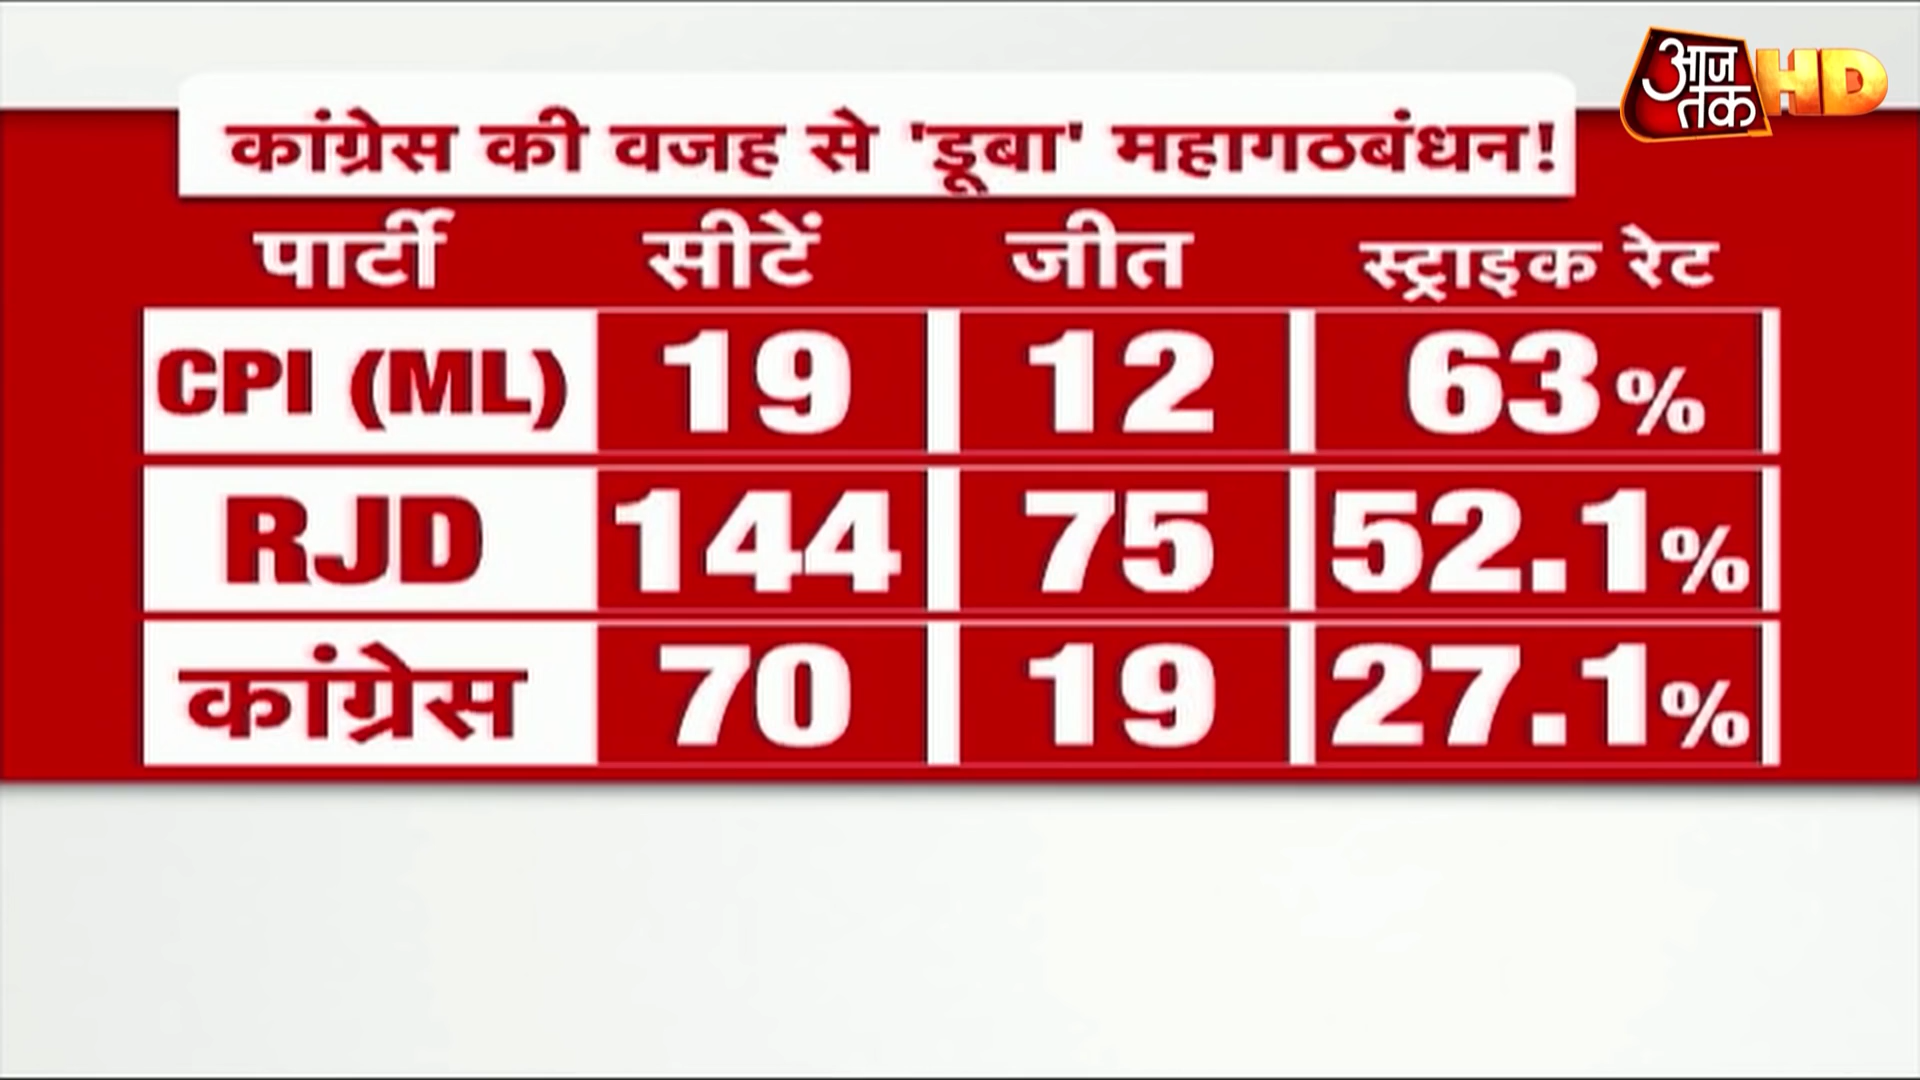 आज तक HD
कांग्रेस की वजह से 'डूबा' महागठबंधन!
पार्टी सीटें जीत स्ट्राइक रेट
CPI (ML) 19 12 63%
RJD 144 75 52.1%
कांग्रेस 70 19 27.1%